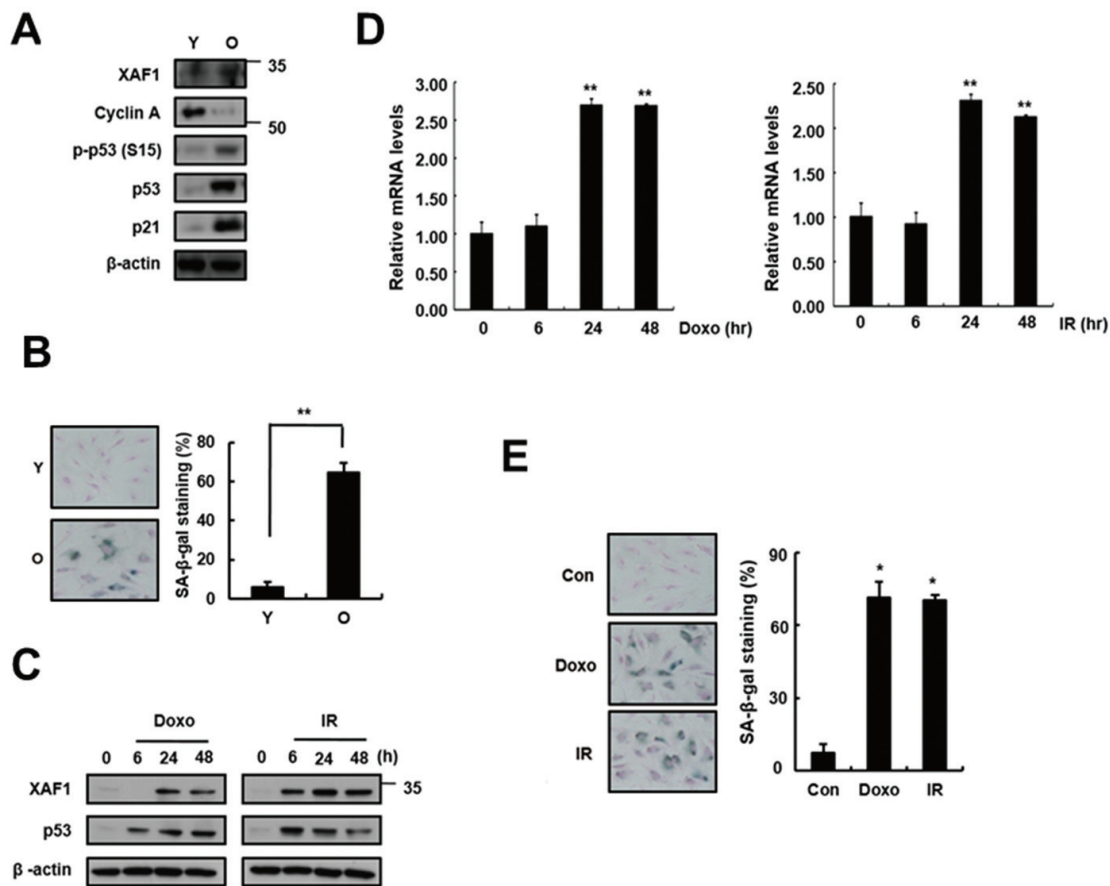 A
Y O
XAF1
35
Cyclin A
50
p-p53 (S15)
p53
p21
β-actin
D
Relative mRNA levels
3.00
2.50
2.00
1.50
1.00
0.50
0.00
** **
0 6 24 48 Doxo (hr)
Relative mRNA levels
2.50
2.00
1.50
1.00
0.50
0.00
** **
0 6 24 48 IR (hr)
B
Y
O
SA-β-gal staining (%)
80
60
40
20
0
**
Y O
C
Doxo IR
0 6 24 48 0 6 24 48 (h)
XAF1
35
p53
β -actin
E
Con
Doxo
IR
SA-β-gal staining (%)
90
60
30
0
* *
Con Doxo IR